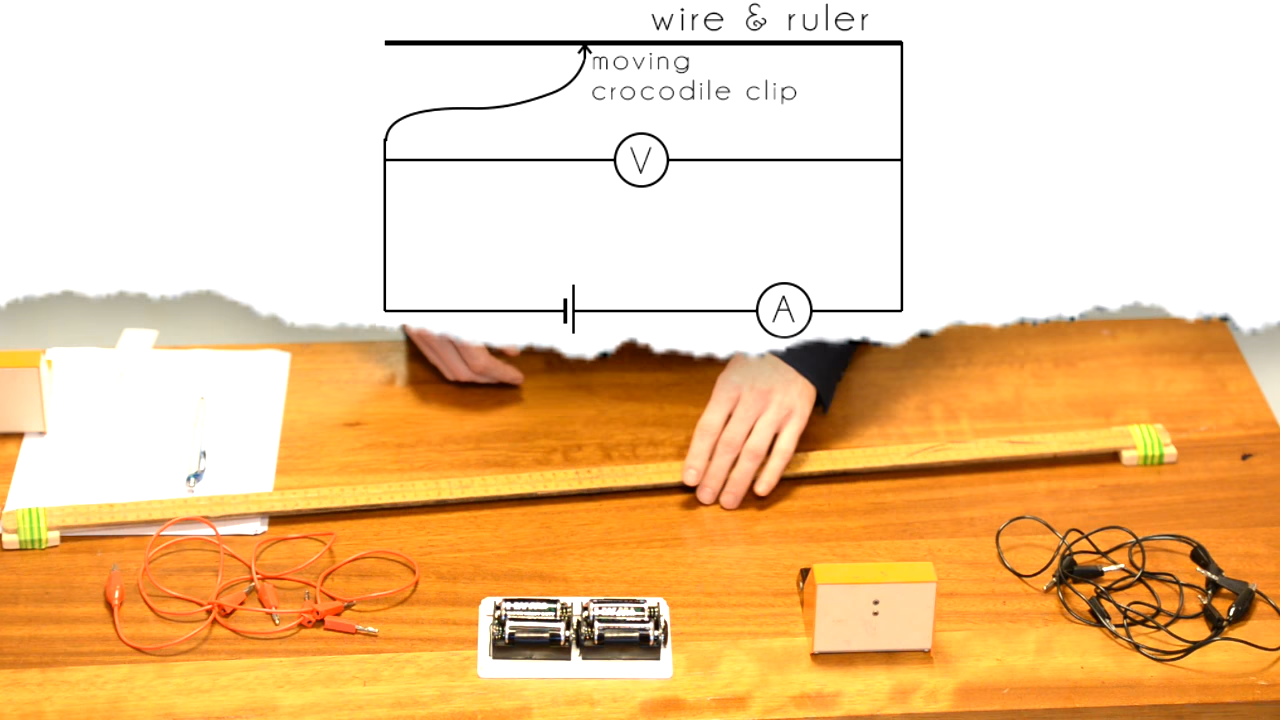 wire & ruler
moving
crocodile clip
V
A